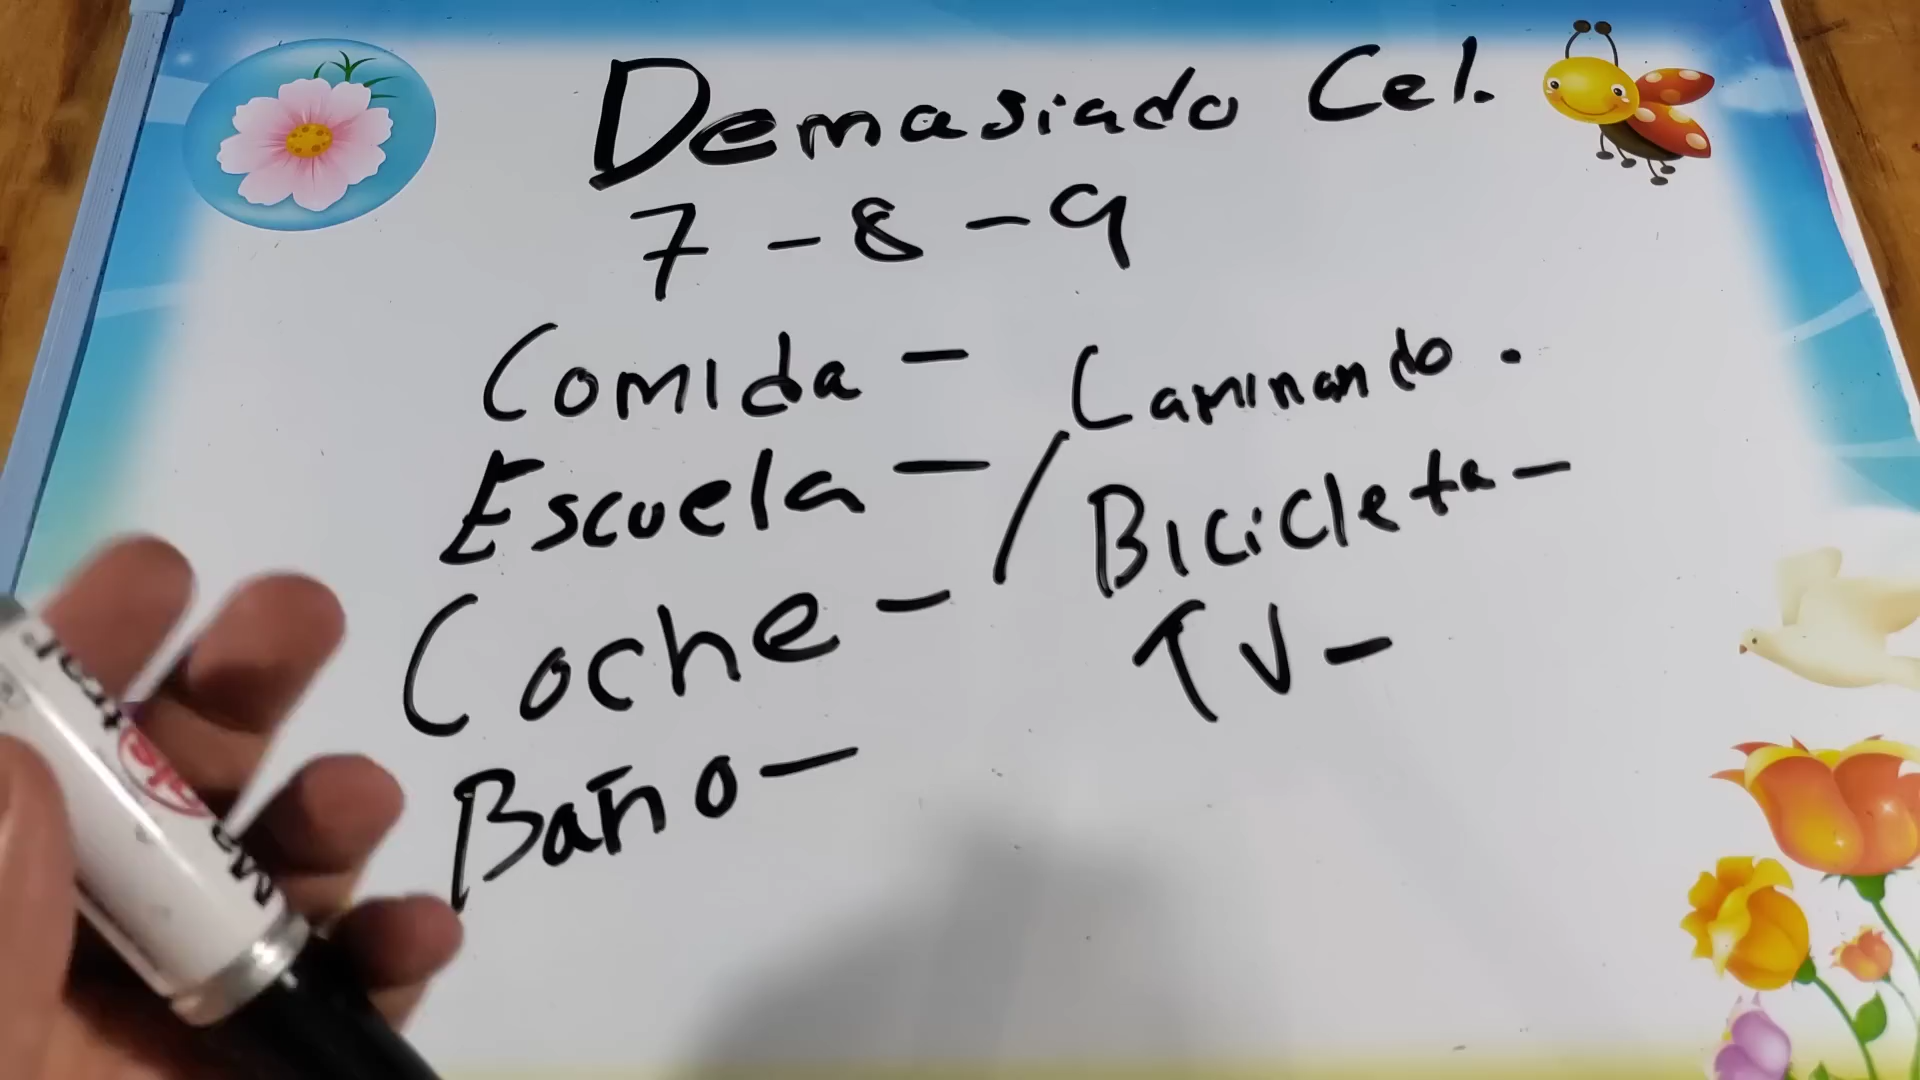 Demasiado Cel.
7 - 8 - 9
Comida - Caminando.
Escuela - / Bicicleta -
Coche - TV -
Baño -